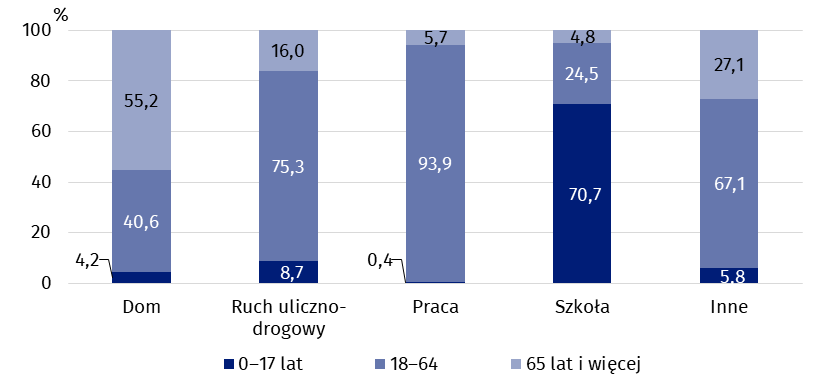 %
100
80
60
40
20
0
55,2
40,6
4,2
16,0
75,3
8,7
5,7
93,9
0,4
4,8
24,5
70,7
27,1
67,1
5,8
Dom
Ruch uliczno-
drogowy
Praca
Szkoła
Inne
0–17 lat
18–64
65 lat i więcej